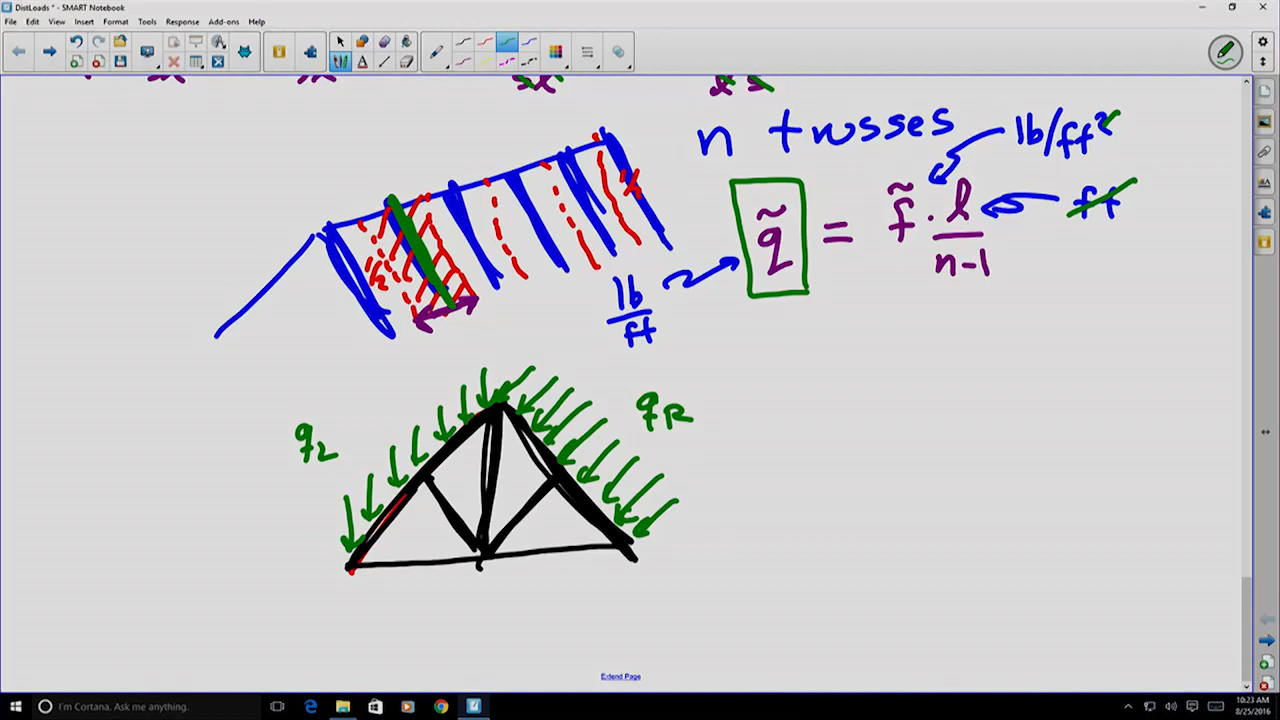 DistLoads * - SMART Notebook
File Edit View Insert Format Tools Response Add-ons Help
n trusses
lb/ft²
q̃ = f̃ · l/(n-1)
ft
lb/ft
q_L
q_R
Extend Page
I'm Cortana. Ask me anything.
10:23 AM
8/25/2016